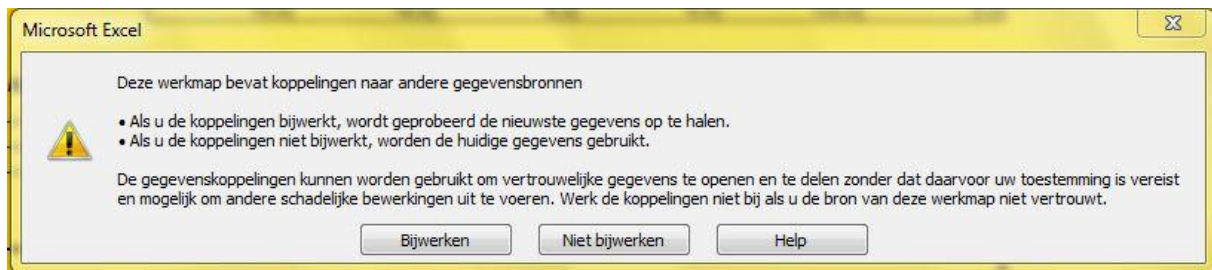 Microsoft Excel
Deze werkmap bevat koppelingen naar andere gegevensbronnen
• Als u de koppelingen bijwerkt, wordt geprobeerd de nieuwste gegevens op te halen.
• Als u de koppelingen niet bijwerkt, worden de huidige gegevens gebruikt.
De gegevenskoppelingen kunnen worden gebruikt om vertrouwelijke gegevens te openen en te delen zonder dat daarvoor uw toestemming is vereist
en mogelijk om andere schadelijke bewerkingen uit te voeren. Werk de koppelingen niet bij als u de bron van deze werkmap niet vertrouwt.
Bijwerken Niet bijwerken Help